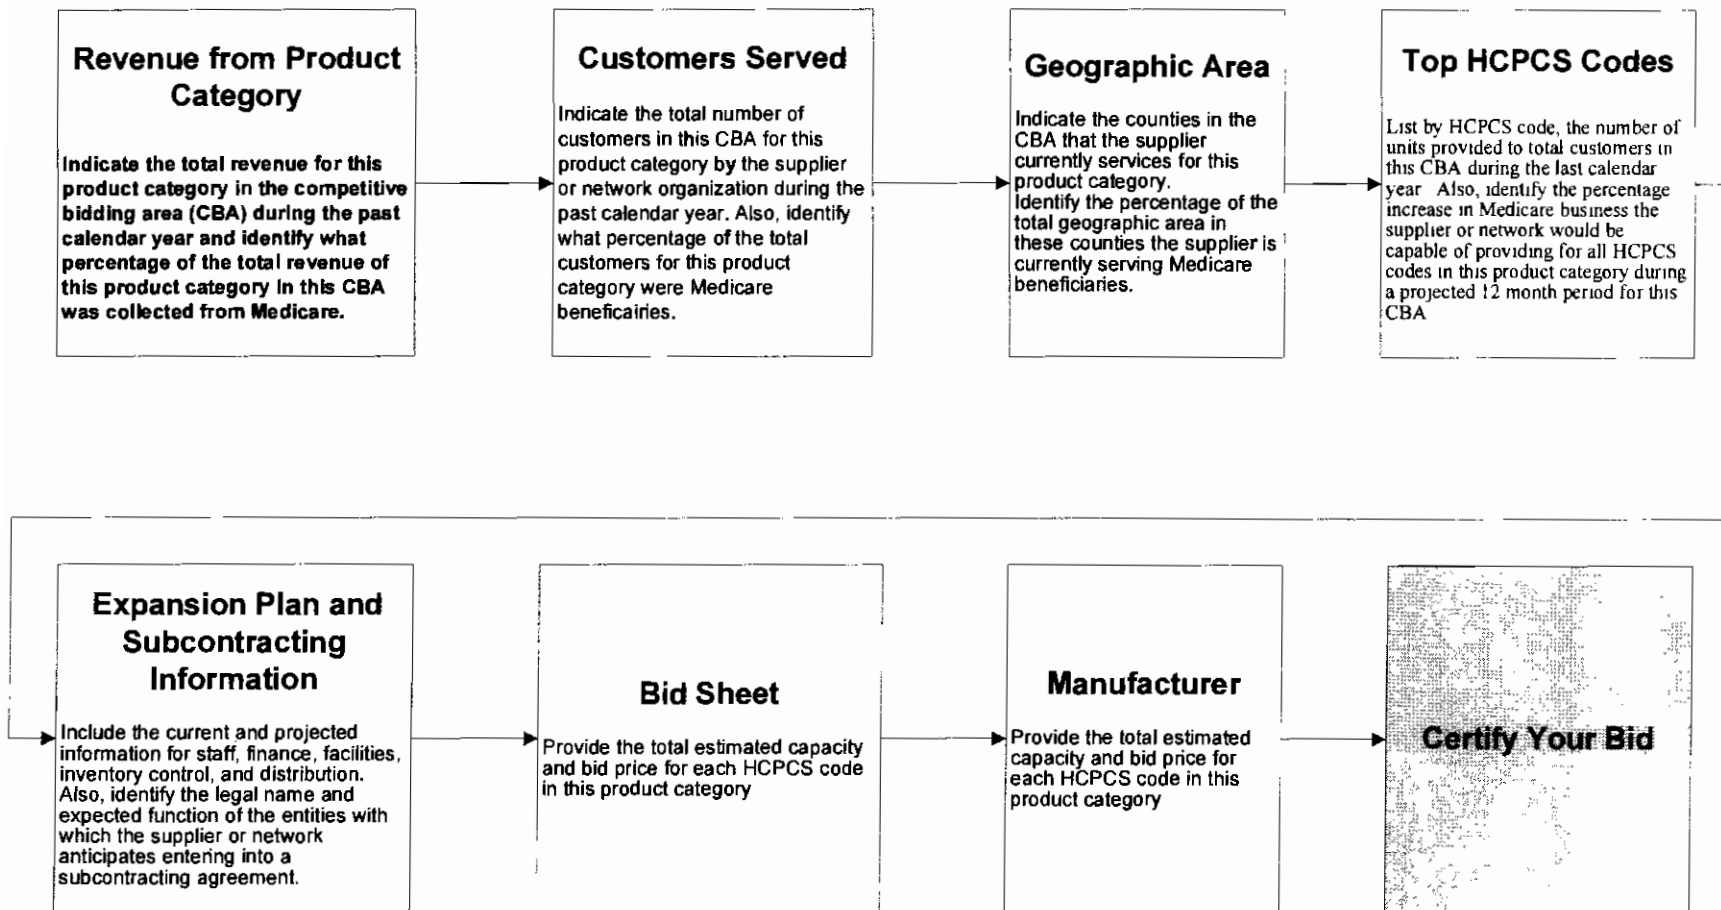 Revenue from Product
Category
Indicate the total revenue for this
product category in the competitive
bidding area (CBA) during the past
calendar year and identify what
percentage of the total revenue of
this product category in this CBA
was collected from Medicare.
Customers Served
Indicate the total number of
customers in this CBA for this
product category by the supplier
or network organization during the
past calendar year. Also, identify
what percentage of the total
customers for this product
category were Medicare
beneficairies.
Geographic Area
Indicate the counties in the
CBA that the supplier
currently services for this
product category.
Identify the percentage of the
total geographic area in
these counties the supplier is
currently serving Medicare
beneficiaries.
Top HCPCS Codes
List by HCPCS code, the number of
units provided to total customers in
this CBA during the last calendar
year Also, identify the percentage
increase in Medicare business the
supplier or network would be
capable of providing for all HCPCS
codes in this product category during
a projected 12 month period for this
CBA
Expansion Plan and
Subcontracting
Information
Include the current and projected
information for staff, finance, facilities,
inventory control, and distribution.
Also, identify the legal name and
expected function of the entities with
which the supplier or network
anticipates entering into a
subcontracting agreement.
Bid Sheet
Provide the total estimated capacity
and bid price for each HCPCS code
in this product category
Manufacturer
Provide the total estimated
capacity and bid price for
each HCPCS code in this
product category
Certify Your Bid